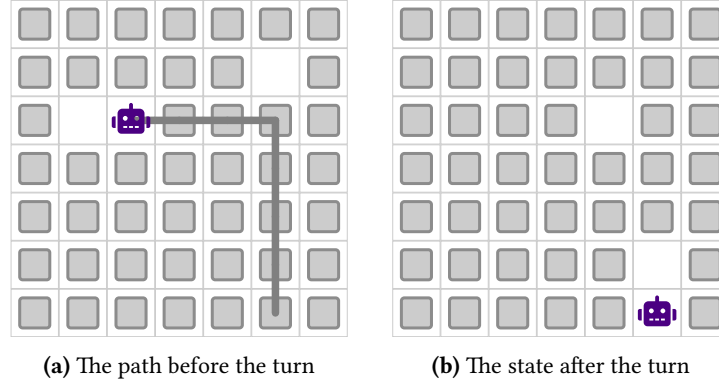 (a) The path before the turn
(b) The state after the turn